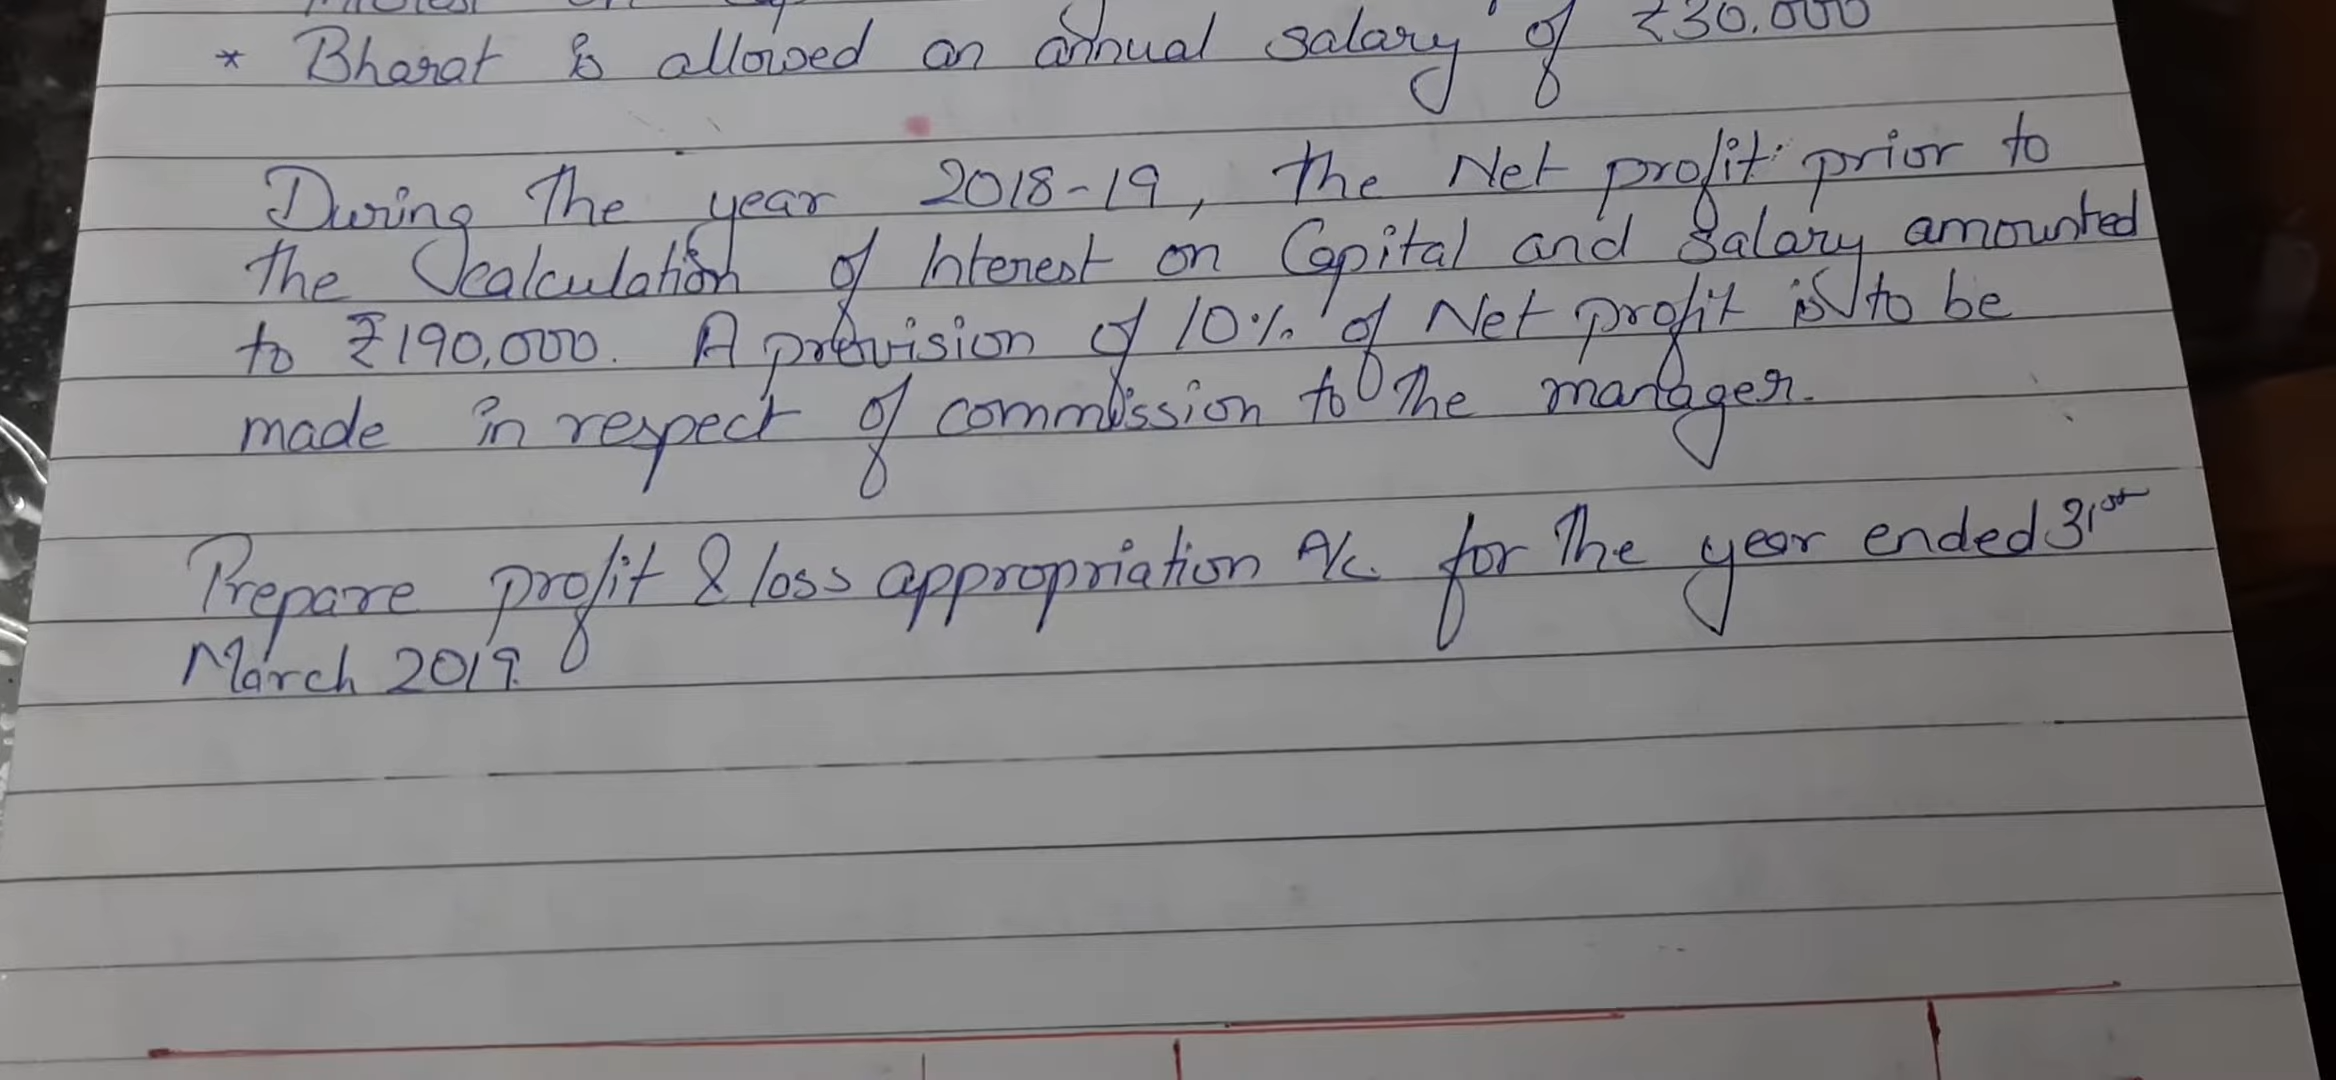 * Bharat is allowed an annual salary of ₹30,000
During the year 2018-19, the Net profit prior to
the calculation of Interest on Capital and Salary amounted
to ₹190,000. A provision of 10% of Net profit is to be
made in respect of commission to the manager.
Prepare profit & loss appropriation A/c. for the year ended 31st
March 2019.